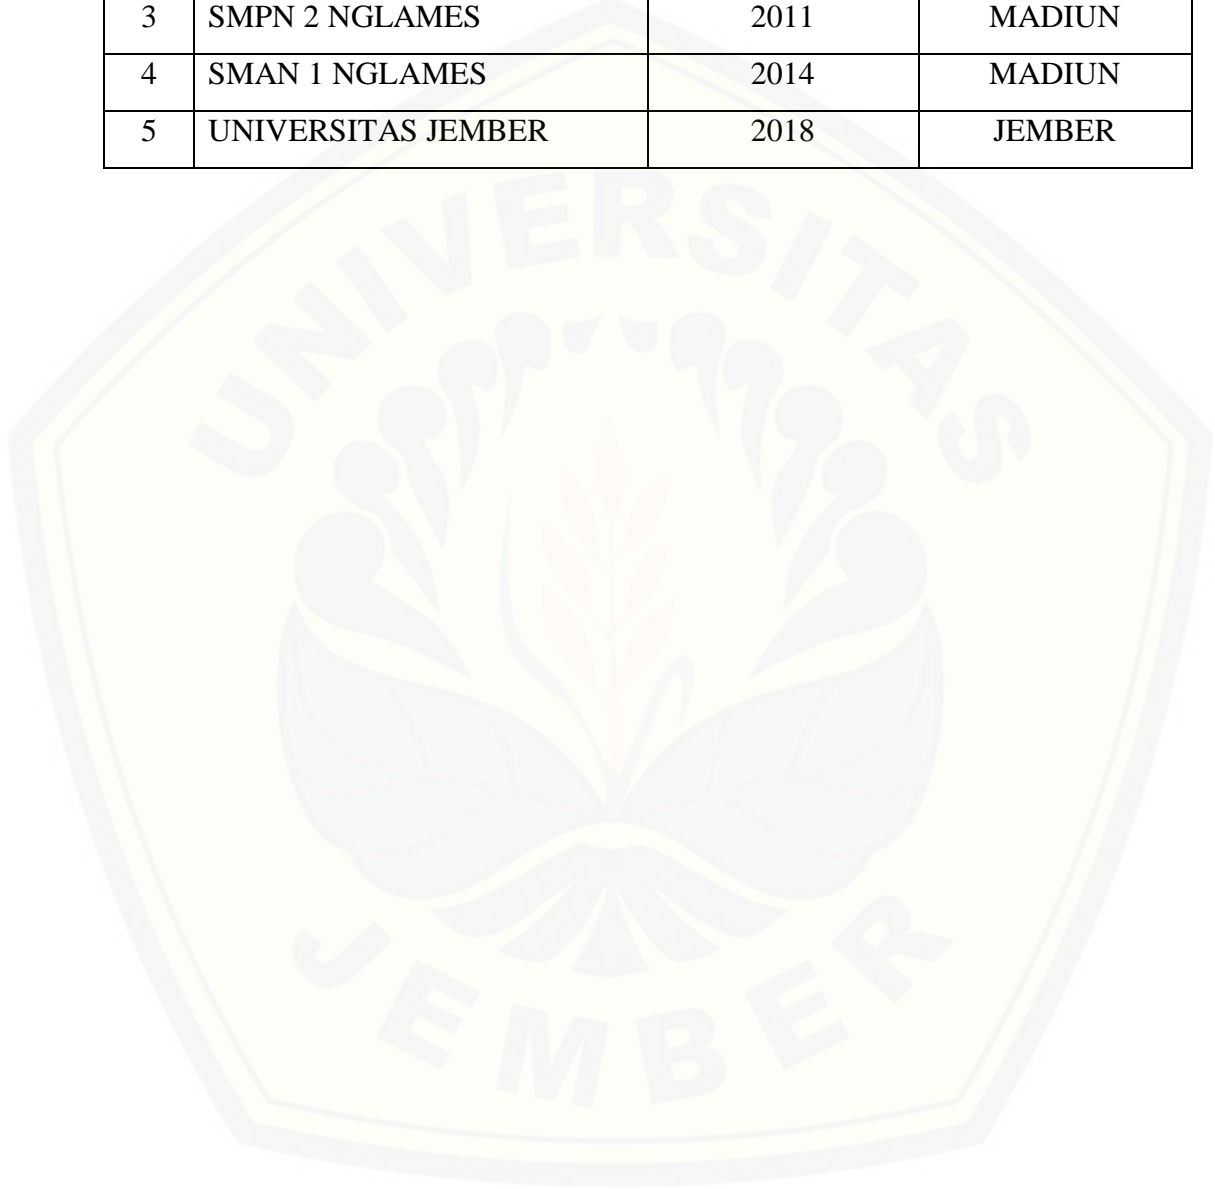 3 SMPN 2 NGLAMES 2011 MADIUN
4 SMAN 1 NGLAMES 2014 MADIUN
5 UNIVERSITAS JEMBER 2018 JEMBER
UNIVERSITAS
JEMBER